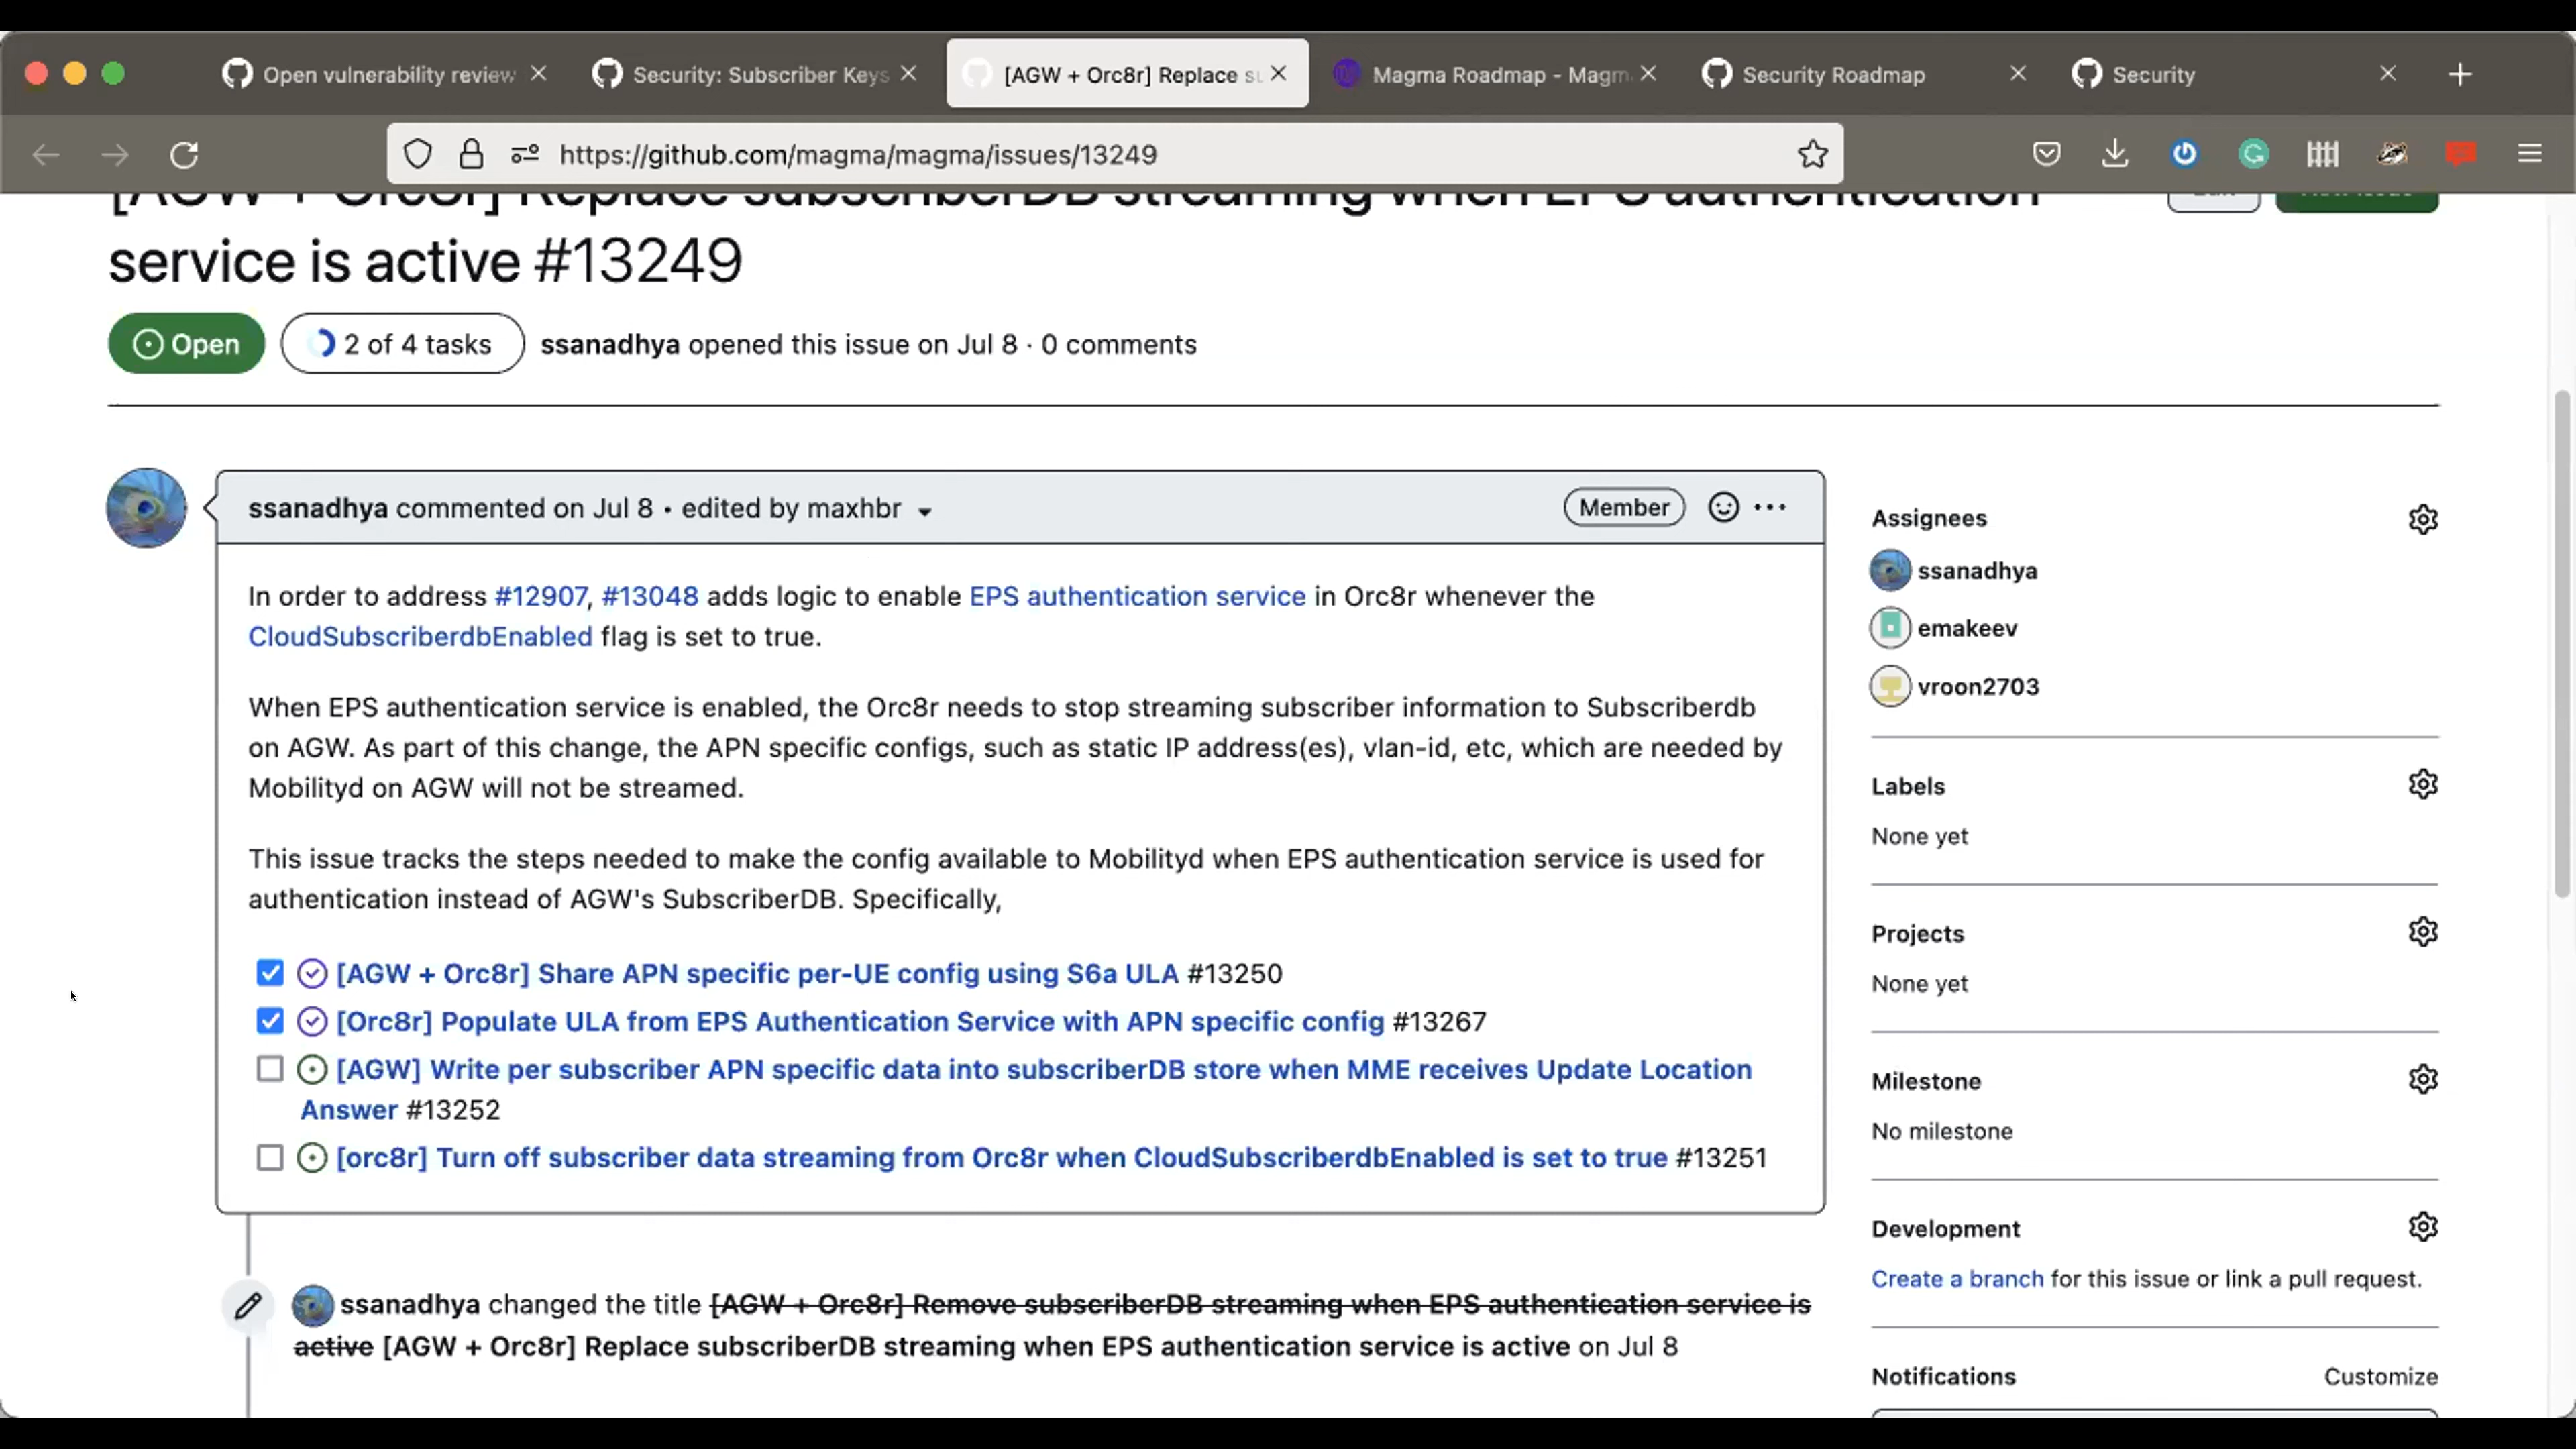 Open vulnerability review
Security: Subscriber Keys
[AGW + Orc8r] Replace su
Magma Roadmap - Magm
Security Roadmap
Security
https://github.com/magma/magma/issues/13249
[AGW + Orc8r] Replace subscriberDB streaming when EPS authentication
service is active #13249
Open
2 of 4 tasks
ssanadhya opened this issue on Jul 8 · 0 comments
ssanadhya commented on Jul 8 • edited by maxhbr
Member
In order to address #12907, #13048 adds logic to enable EPS authentication service in Orc8r whenever the
CloudSubscriberdbEnabled flag is set to true.
When EPS authentication service is enabled, the Orc8r needs to stop streaming subscriber information to Subscriberdb
on AGW. As part of this change, the APN specific configs, such as static IP address(es), vlan-id, etc, which are needed by
Mobilityd on AGW will not be streamed.
This issue tracks the steps needed to make the config available to Mobilityd when EPS authentication service is used for
authentication instead of AGW's SubscriberDB. Specifically,
[AGW + Orc8r] Share APN specific per-UE config using S6a ULA #13250
[Orc8r] Populate ULA from EPS Authentication Service with APN specific config #13267
[AGW] Write per subscriber APN specific data into subscriberDB store when MME receives Update Location
Answer #13252
[orc8r] Turn off subscriber data streaming from Orc8r when CloudSubscriberdbEnabled is set to true #13251
ssanadhya changed the title [AGW + Orc8r] Remove subscriberDB streaming when EPS authentication service is
active [AGW + Orc8r] Replace subscriberDB streaming when EPS authentication service is active on Jul 8
Assignees
ssanadhya
emakeev
vroon2703
Labels
None yet
Projects
None yet
Milestone
No milestone
Development
Create a branch for this issue or link a pull request.
Notifications
Customize